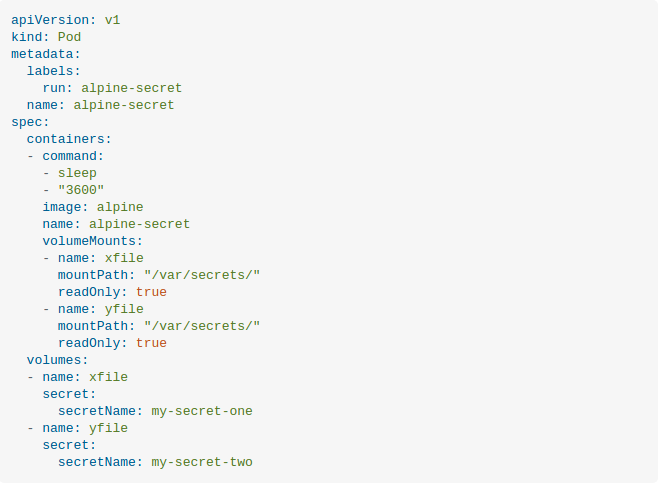 apiVersion: v1
kind: Pod
metadata:
  labels:
    run: alpine-secret
  name: alpine-secret
spec:
  containers:
  - command:
    - sleep
    - "3600"
    image: alpine
    name: alpine-secret
    volumeMounts:
    - name: xfile
      mountPath: "/var/secrets/"
      readOnly: true
    - name: yfile
      mountPath: "/var/secrets/"
      readOnly: true
  volumes:
  - name: xfile
    secret:
      secretName: my-secret-one
  - name: yfile
    secret:
      secretName: my-secret-two